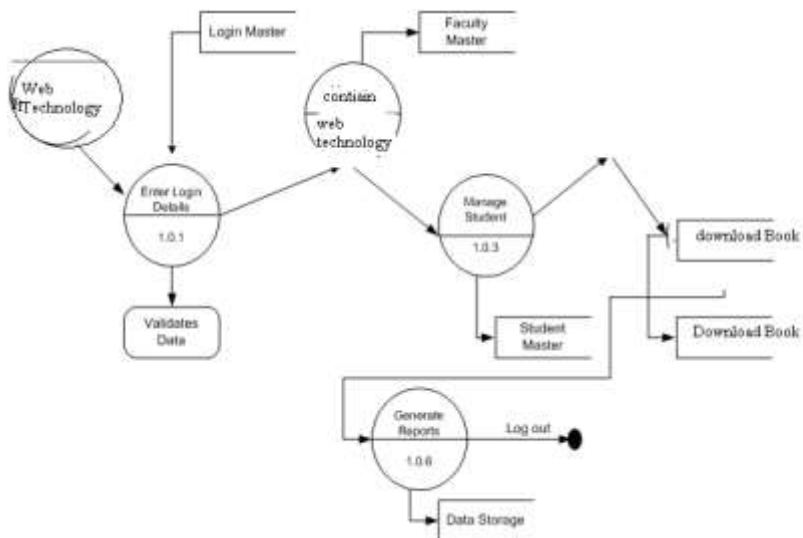 Login Master
Faculty
Master
Web
Technology
contiain
web
technology
Enter Login
Details
1.0.1
Manage
Student
1.0.3
download Book
Validates
Data
Student
Master
Download Book
Generate
Reports
1.0.6
Log out
Data Storage